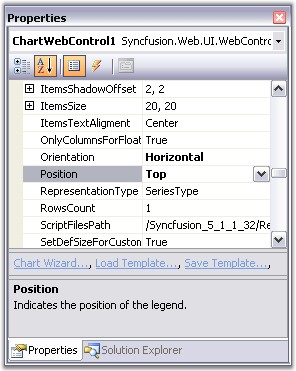 Properties
ChartWebControl1 Syncfusion.Web.UI.WebContro
ItemsShadowOffset 2, 2
ItemsSize 20, 20
ItemsTextAligment Center
OnlyColumnsForFloat True
Orientation Horizontal
Position Top
RepresentationType SeriesType
RowsCount 1
ScriptFilesPath /Syncfusion_5_1_1_32/Re
SetDefSizeForCustom True
Chart Wizard..., Load Template..., Save Template...,
Position
Indicates the position of the legend.
Properties Solution Explorer